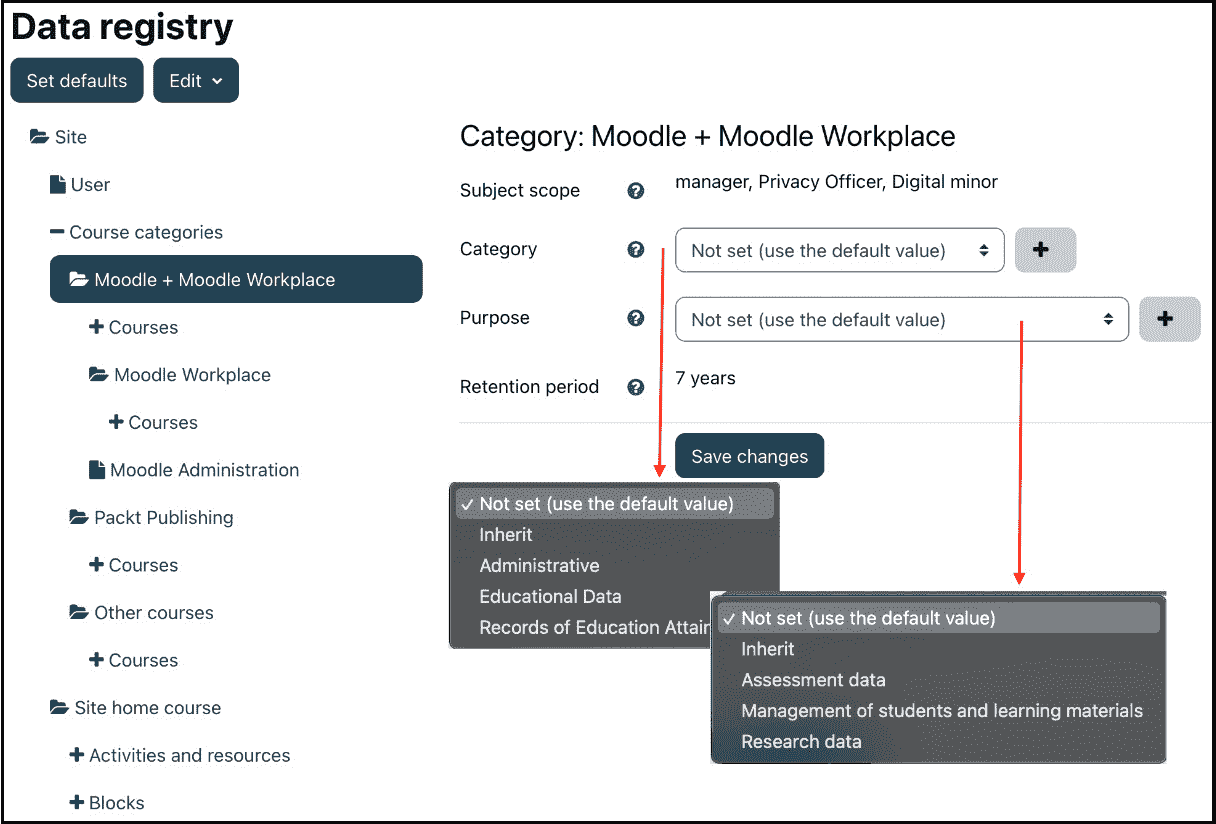 Data registry
Set defaults
Edit
Site
User
Course categories
Moodle + Moodle Workplace
Courses
Moodle Workplace
Courses
Moodle Administration
Packt Publishing
Courses
Other courses
Courses
Site home course
Activities and resources
Blocks
Category: Moodle + Moodle Workplace
Subject scope
manager, Privacy Officer, Digital minor
Category
Not set (use the default value)
Purpose
Not set (use the default value)
Retention period
7 years
Save changes
Not set (use the default value)
Inherit
Administrative
Educational Data
Records of Education
Not set (use the default value)
Inherit
Assessment data
Management of students and learning materials
Research data